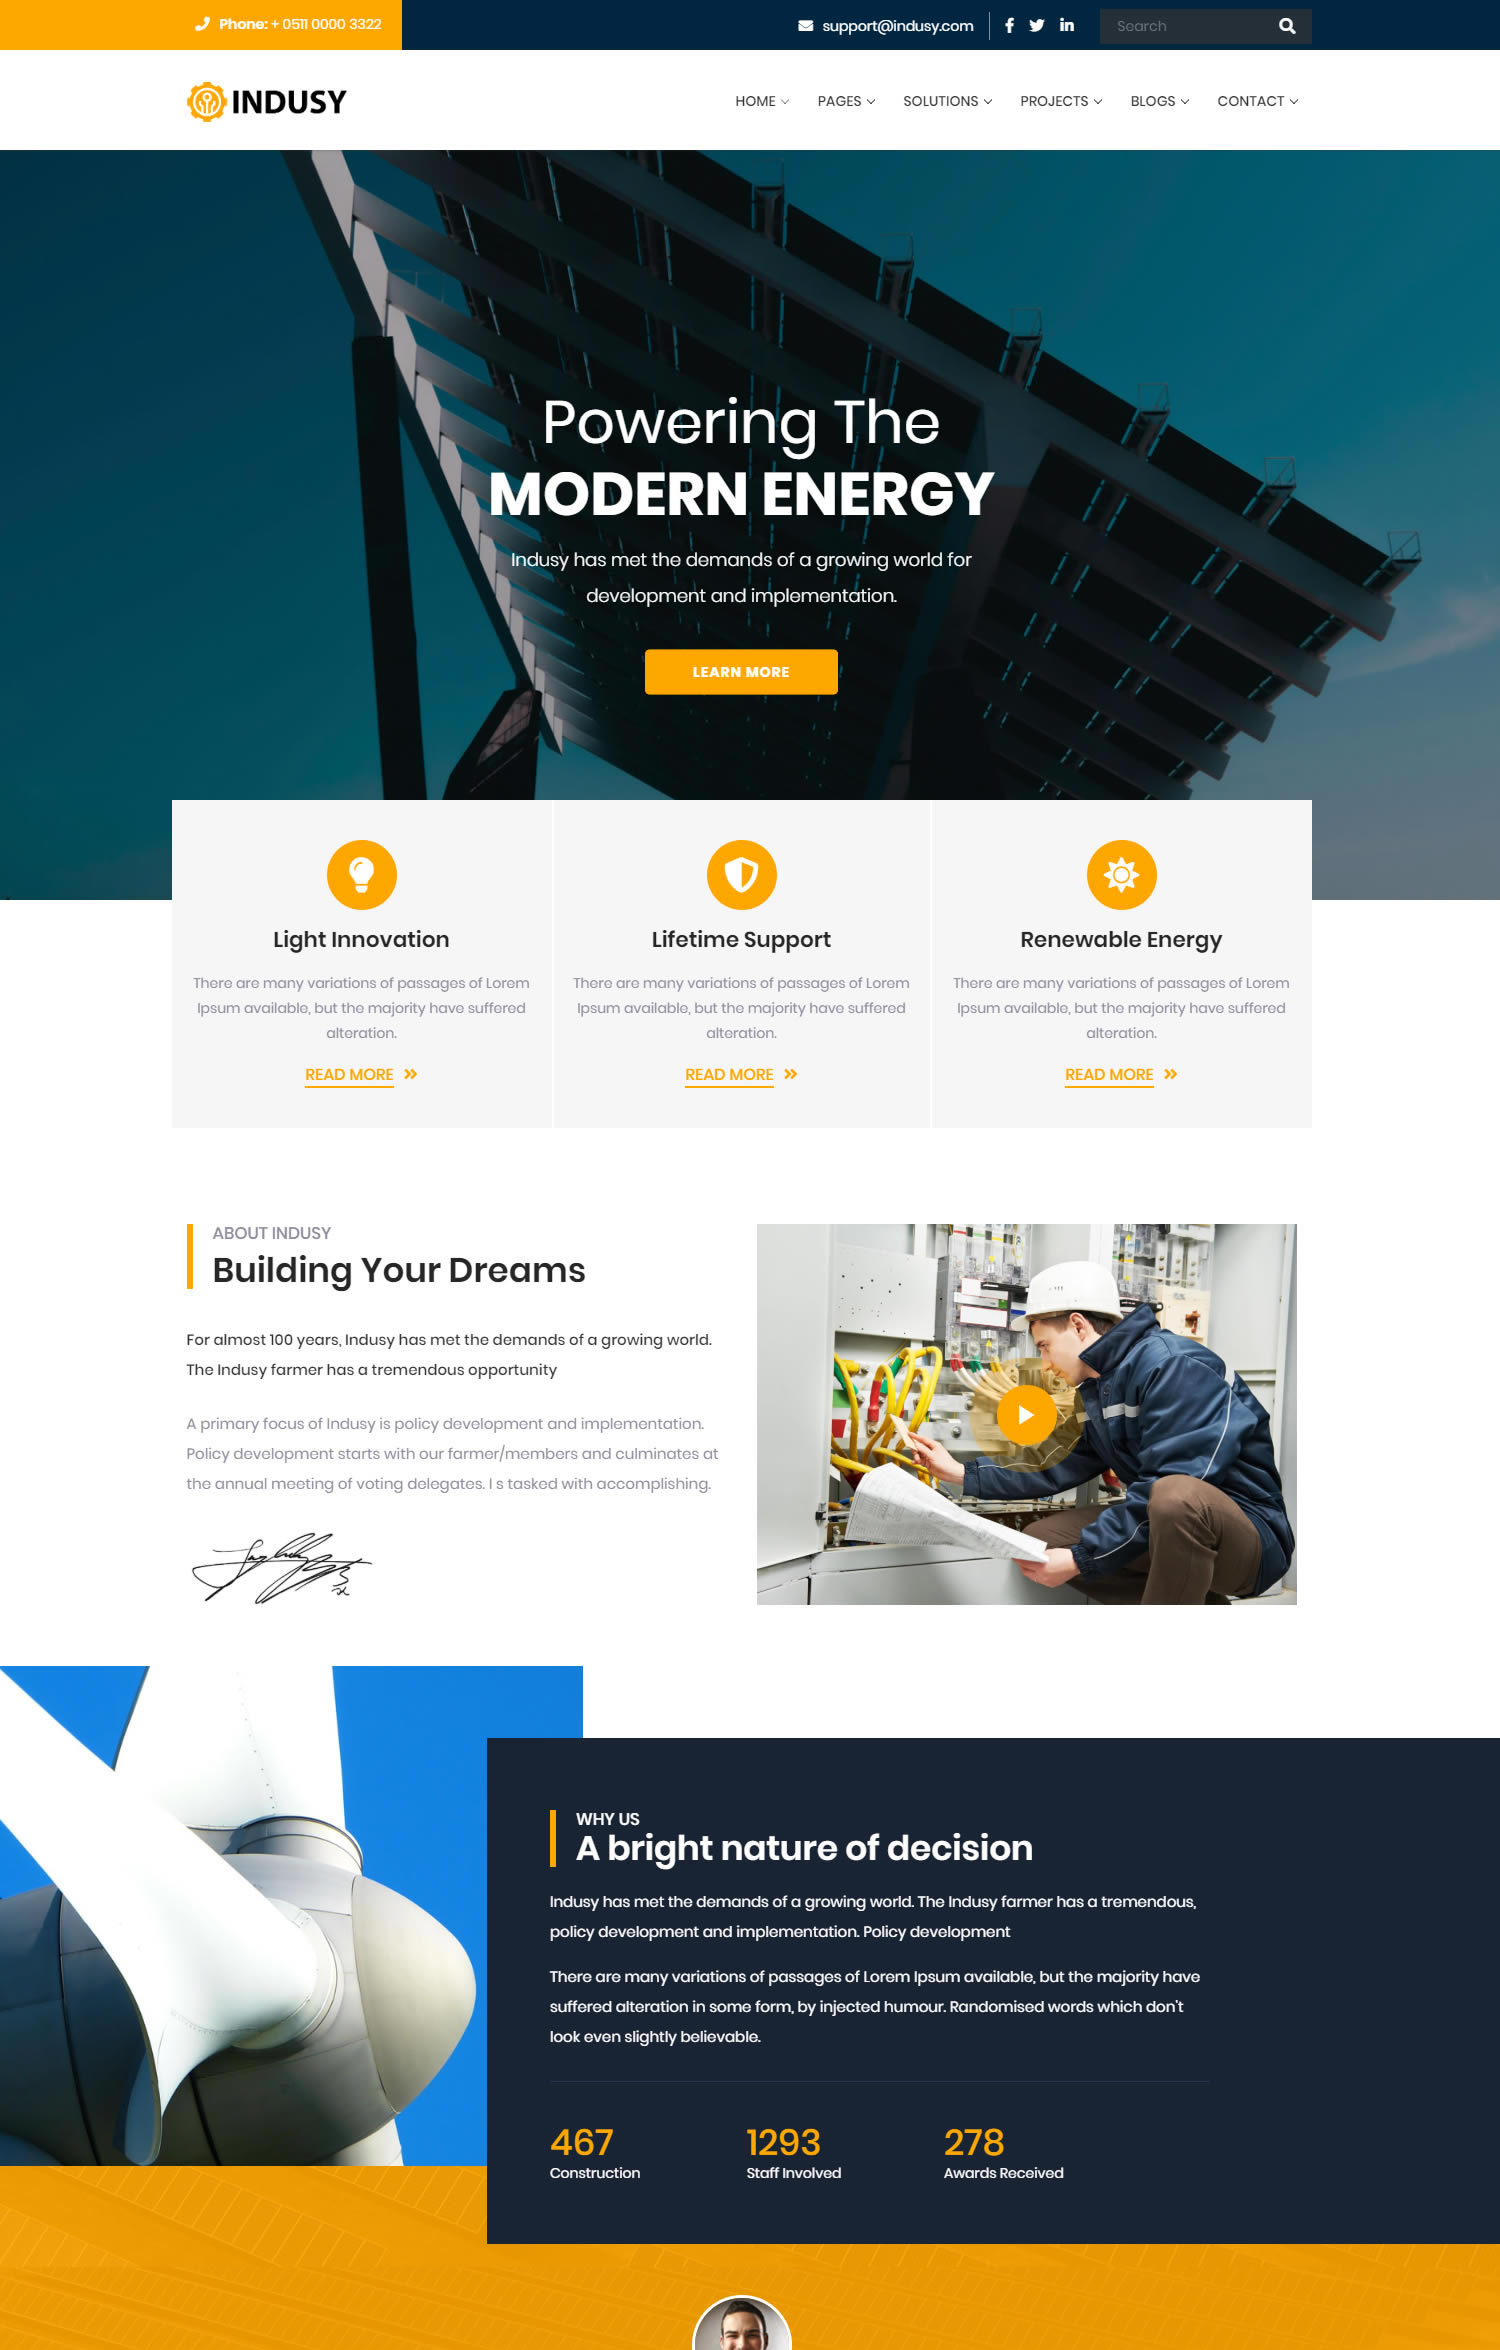 Phone: + 0511 0000 3322
support@indusy.com
Search
INDUSY
HOME
PAGES
SOLUTIONS
PROJECTS
BLOGS
CONTACT
Powering The
MODERN ENERGY
Indusy has met the demands of a growing world for
development and implementation.
LEARN MORE
Light Innovation
There are many variations of passages of Lorem
Ipsum available, but the majority have suffered
alteration.
READ MORE
Lifetime Support
There are many variations of passages of Lorem
Ipsum available, but the majority have suffered
alteration.
READ MORE
Renewable Energy
There are many variations of passages of Lorem
Ipsum available, but the majority have suffered
alteration.
READ MORE
ABOUT INDUSY
Building Your Dreams
For almost 100 years, Indusy has met the demands of a growing world.
The Indusy farmer has a tremendous opportunity
A primary focus of Indusy is policy development and implementation.
Policy development starts with our farmer/members and culminates at
the annual meeting of voting delegates. I s tasked with accomplishing.
WHY US
A bright nature of decision
Indusy has met the demands of a growing world. The Indusy farmer has a tremendous,
policy development and implementation. Policy development
There are many variations of passages of Lorem Ipsum available, but the majority have
suffered alteration in some form, by injected humour. Randomised words which don't
look even slightly believable.
467
Construction
1293
Staff Involved
278
Awards Received